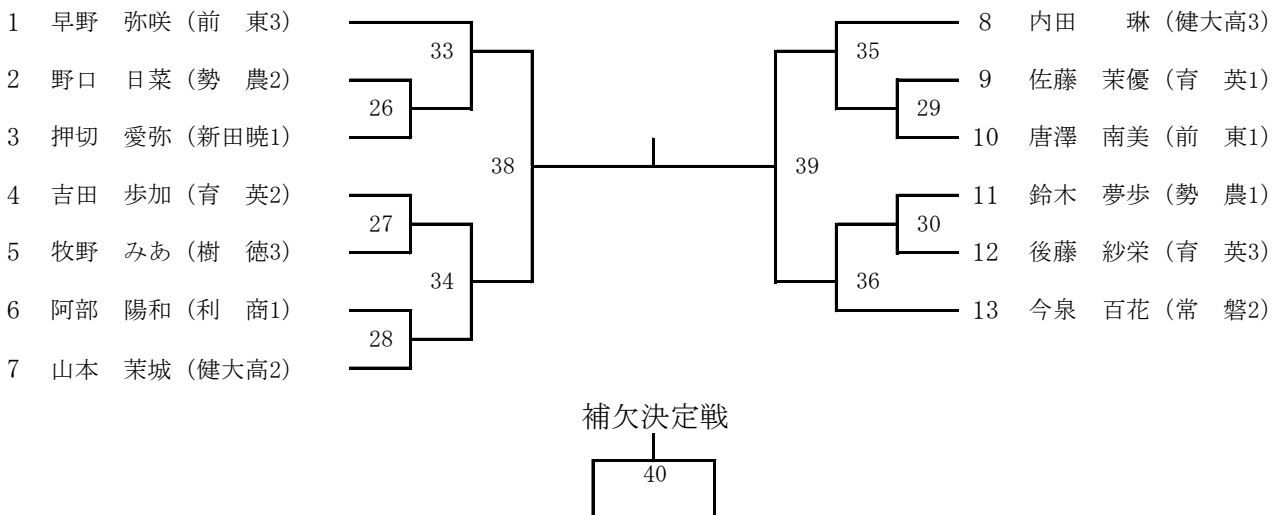 1　早野　弥咲（前　東3）
33
35
8　内田　　琳（健大高3）
2　野口　日菜（勢　農2）
26
29
9　佐藤　茉優（育　英1）
3　押切　愛弥（新田暁1）
10　唐澤　南美（前　東1）
38
39
4　吉田　歩加（育　英2）
27
30
11　鈴木　夢歩（勢　農1）
5　牧野　みあ（樹　徳3）
12　後藤　紗栄（育　英3）
34
36
6　阿部　陽和（利　商1）
13　今泉　百花（常　磐2）
28
7　山本　茉城（健大高2）
補欠決定戦
40